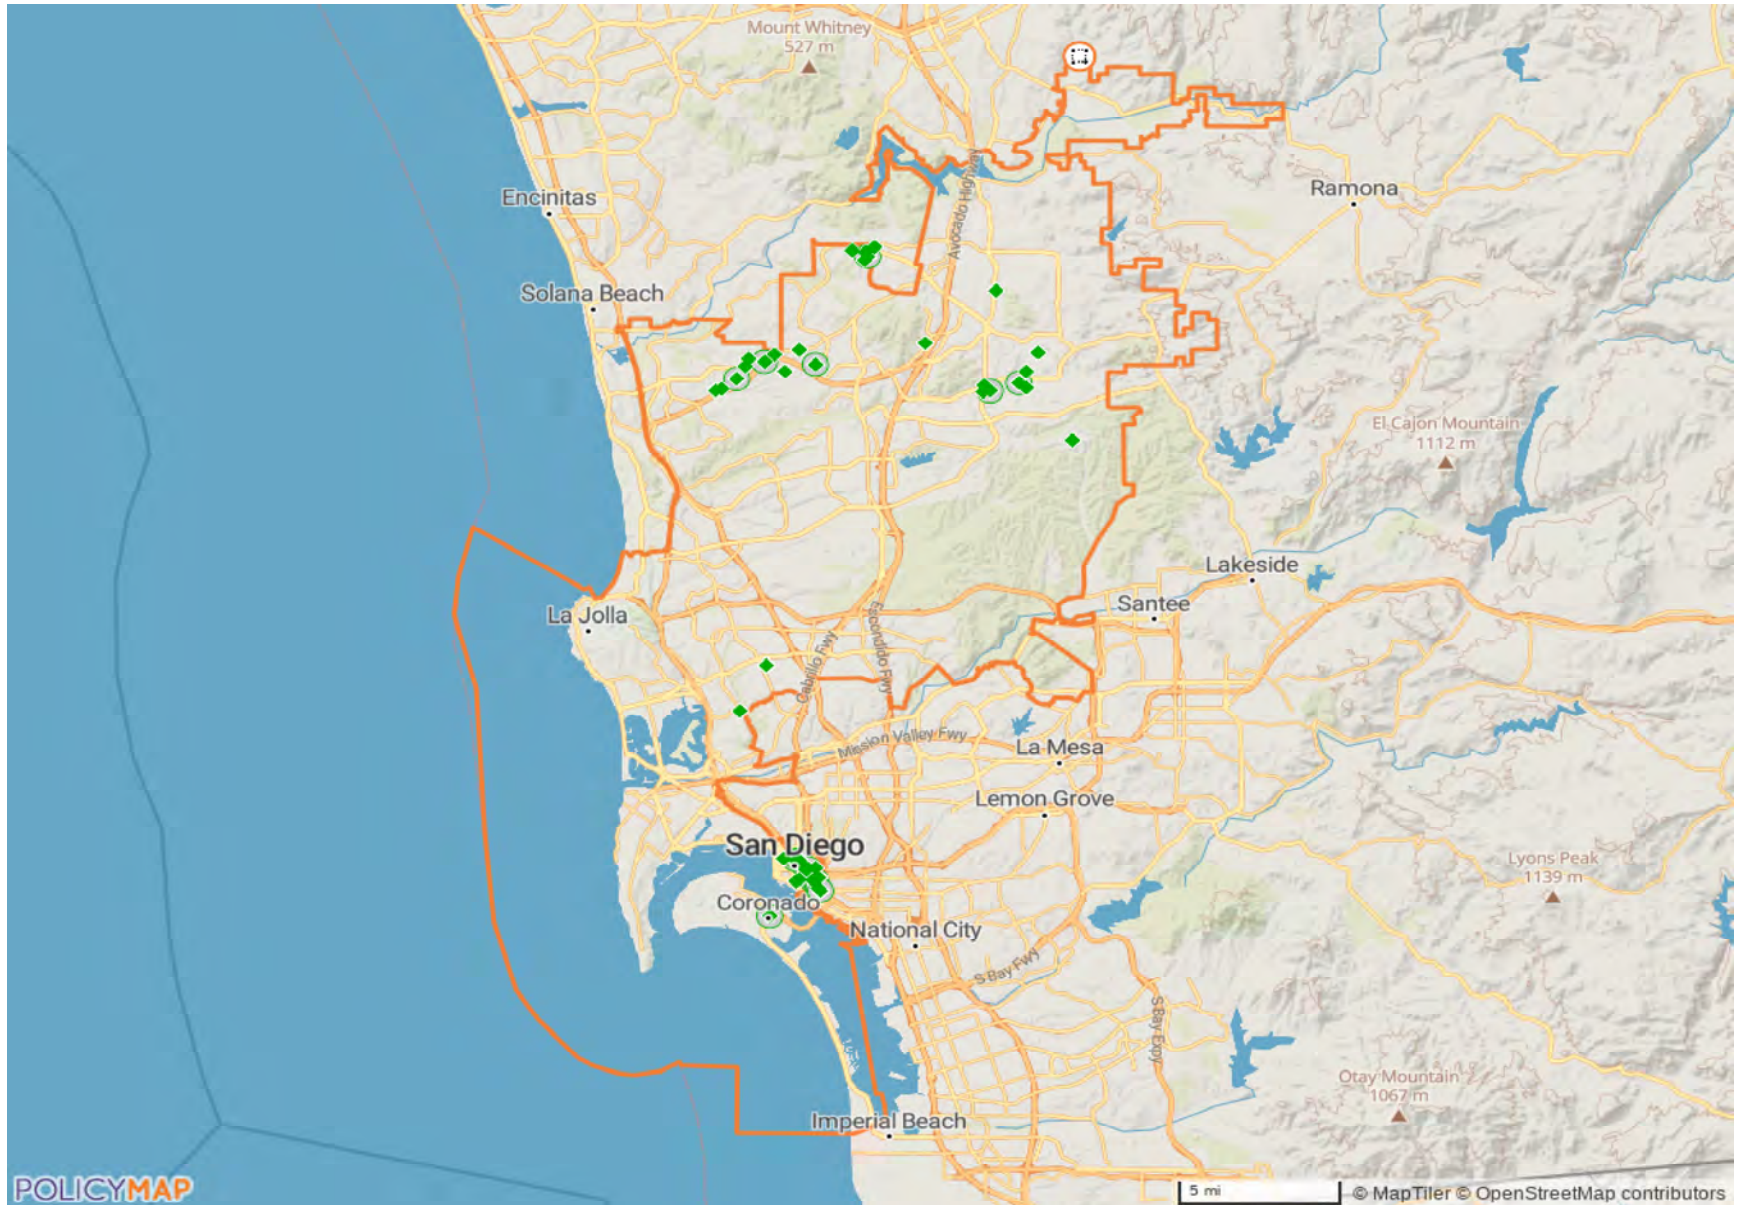 Mount Whitney
527 m
Avocado Highway
Encinitas
Ramona
Solana Beach
El Cajon Mountain
1112 m
Lakeside
Santee
La Jolla
Cabrillo Fwy
Escondido Fwy
Mission Valley Fwy
La Mesa
Lemon Grove
San Diego
Lyons Peak
1139 m
Coronado
National City
S Bay Fwy
S Bay Expy
Otay Mountain
1067 m
Imperial Beach
POLICYMAP
5 mi
© MapTiler © OpenStreetMap contributors